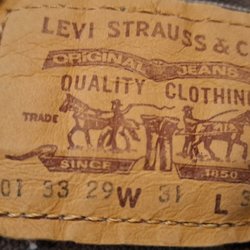 LEVI STRAUSS & C
ORIGINAL JEANS
QUALITY CLOTHIN
TRADE
SINCE 1850
01 33 29 W 31 L